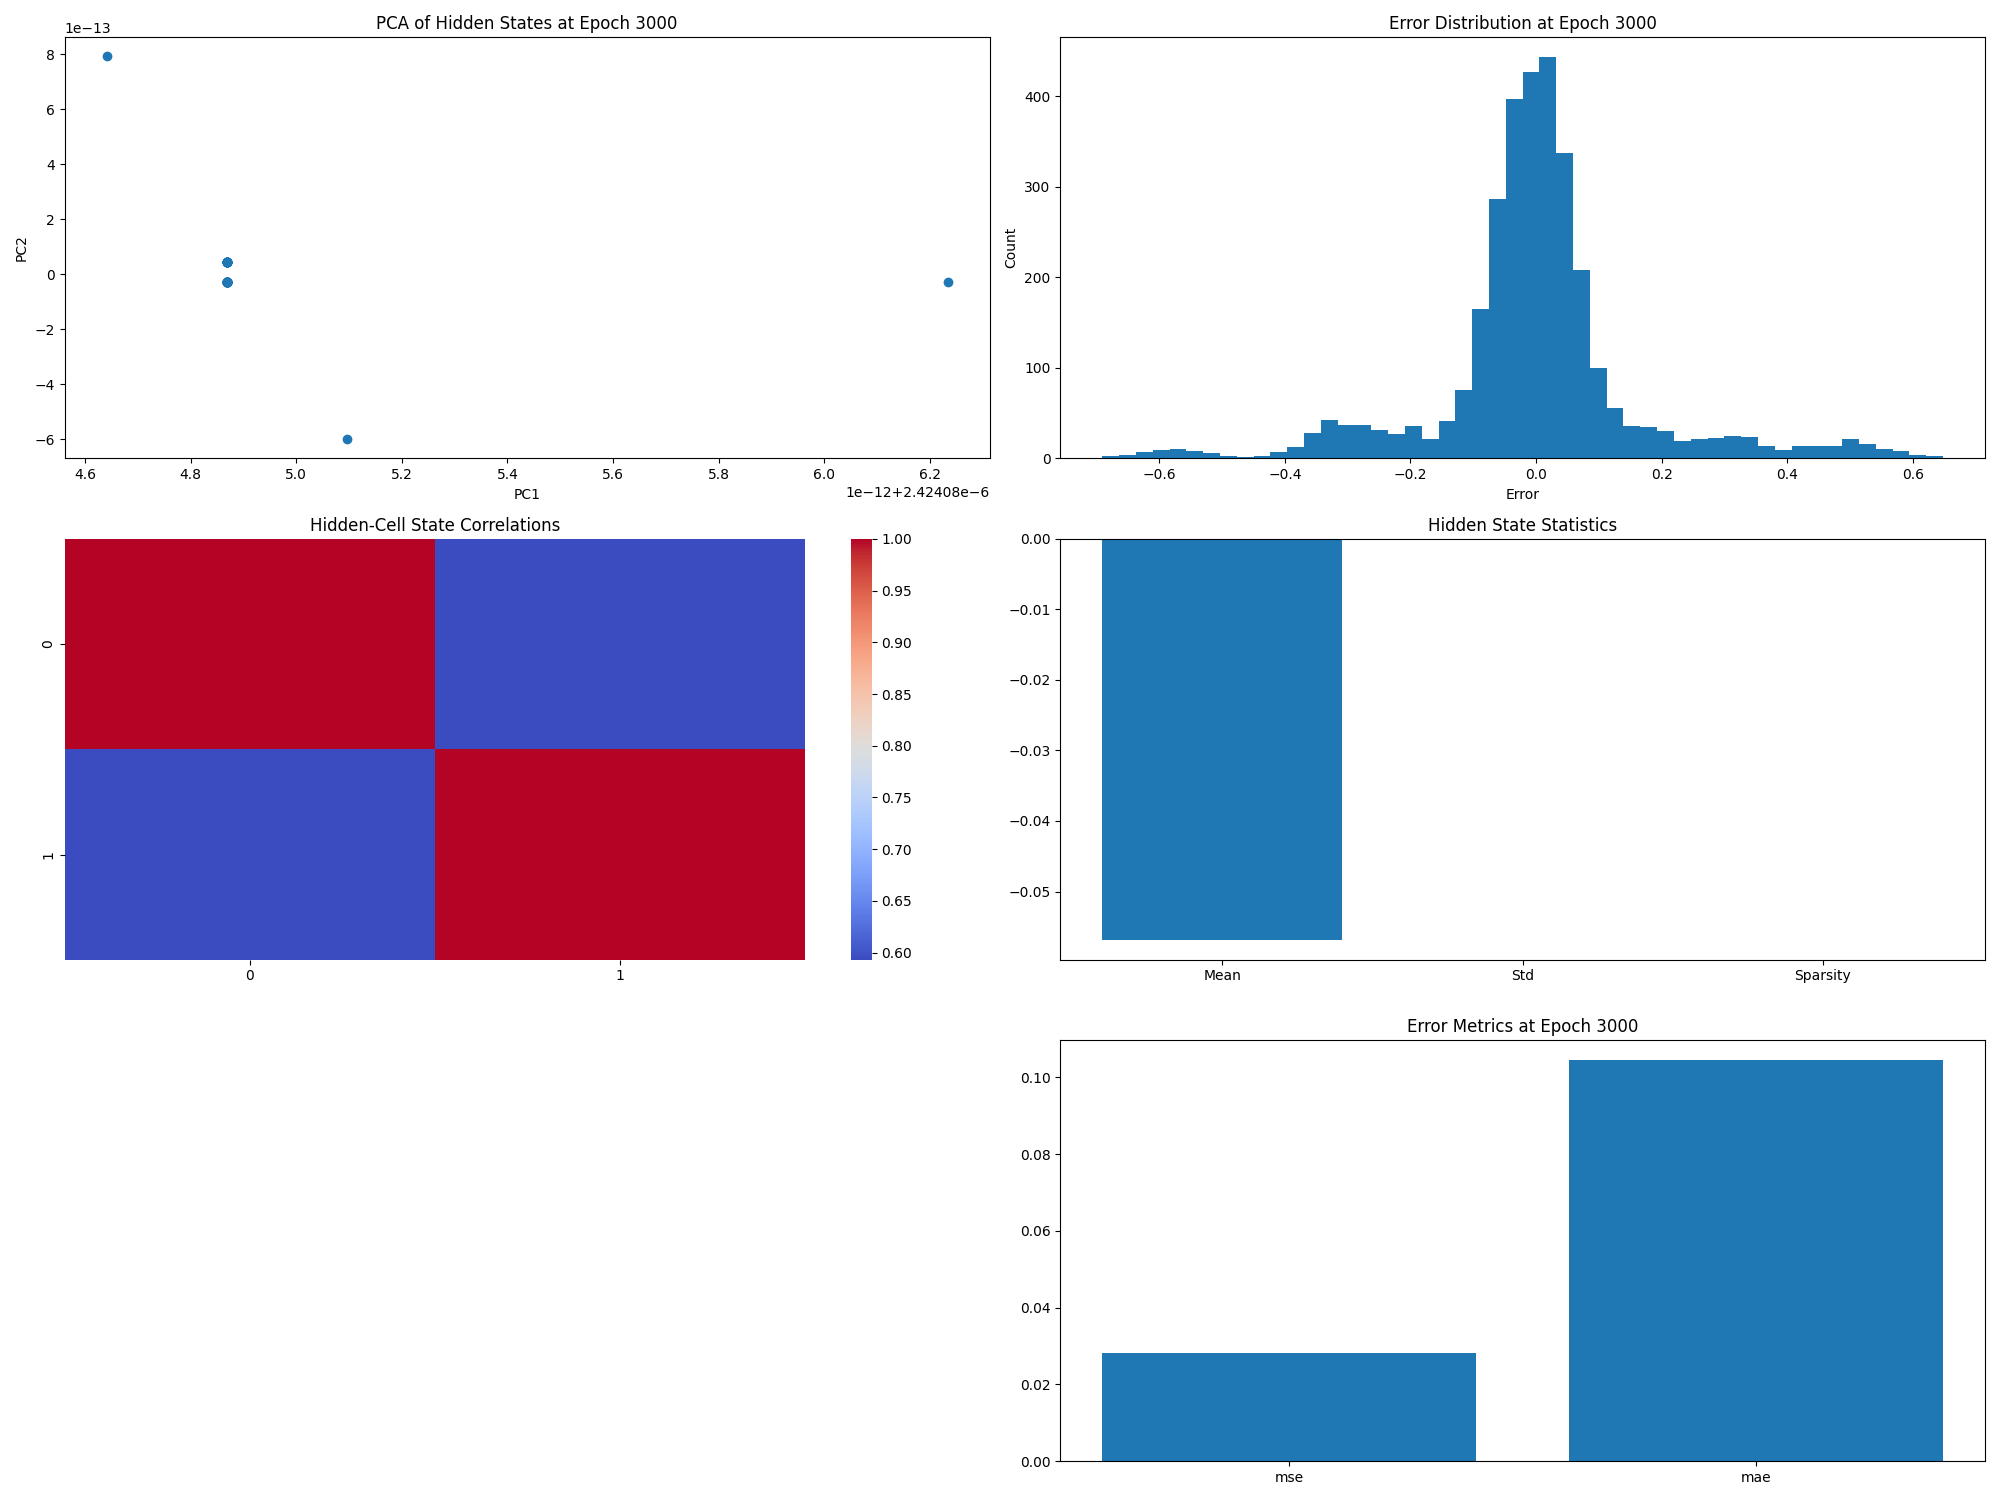 PCA of Hidden States at Epoch 3000
1e−13
8
6
4
2
0
−2
−4
−6
PC2
4.6 4.8 5.0 5.2 5.4 5.6 5.8 6.0 6.2
1e−12+2.42408e−6
PC1
Error Distribution at Epoch 3000
400
300
200
100
0
Count
−0.6 −0.4 −0.2 0.0 0.2 0.4 0.6
Error
Hidden-Cell State Correlations
0
1
0 1
1.00
0.95
0.90
0.85
0.80
0.75
0.70
0.65
0.60
Hidden State Statistics
0.00
−0.01
−0.02
−0.03
−0.04
−0.05
Mean Std Sparsity
Error Metrics at Epoch 3000
0.10
0.08
0.06
0.04
0.02
0.00
mse mae